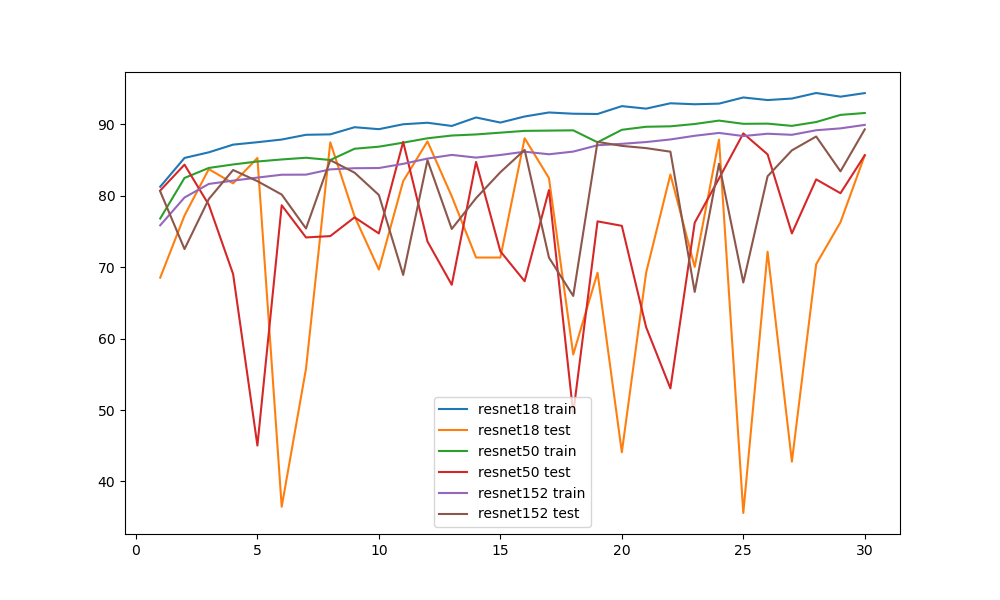 90
80
70
60
50
40
resnet18 train
resnet18 test
resnet50 train
resnet50 test
resnet152 train
resnet152 test
0 5 10 15 20 25 30